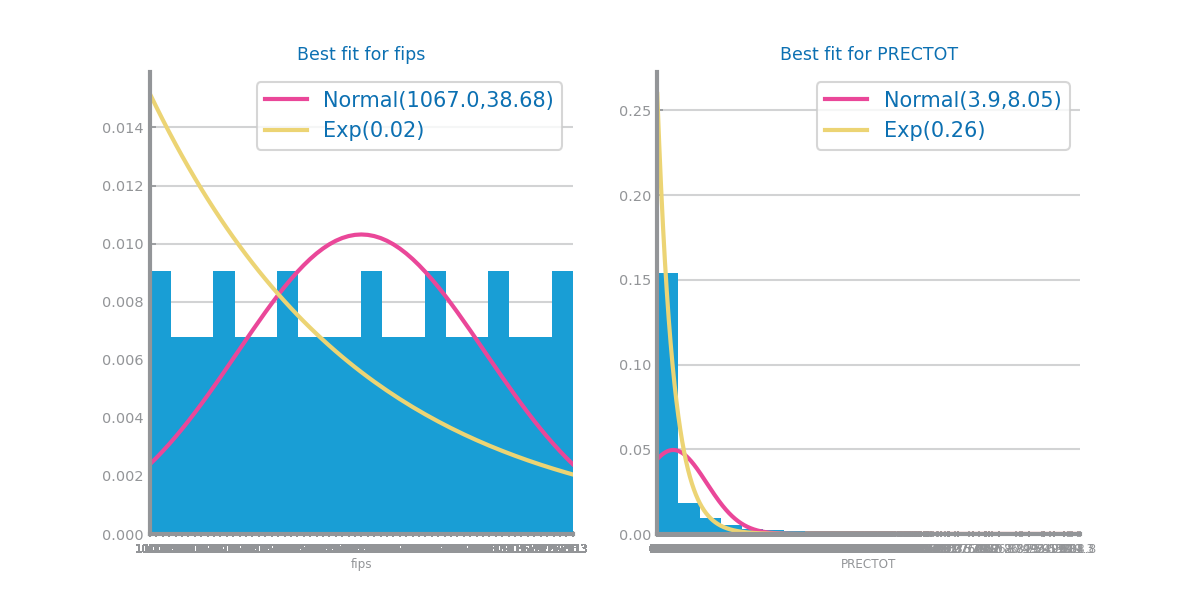 Best fit for fips
Normal(1067.0,38.68)
Exp(0.02)
0.014
0.012
0.010
0.008
0.006
0.004
0.002
0.000
fips
Best fit for PRECTOT
Normal(3.9,8.05)
Exp(0.26)
0.25
0.20
0.15
0.10
0.05
0.00
PRECTOT